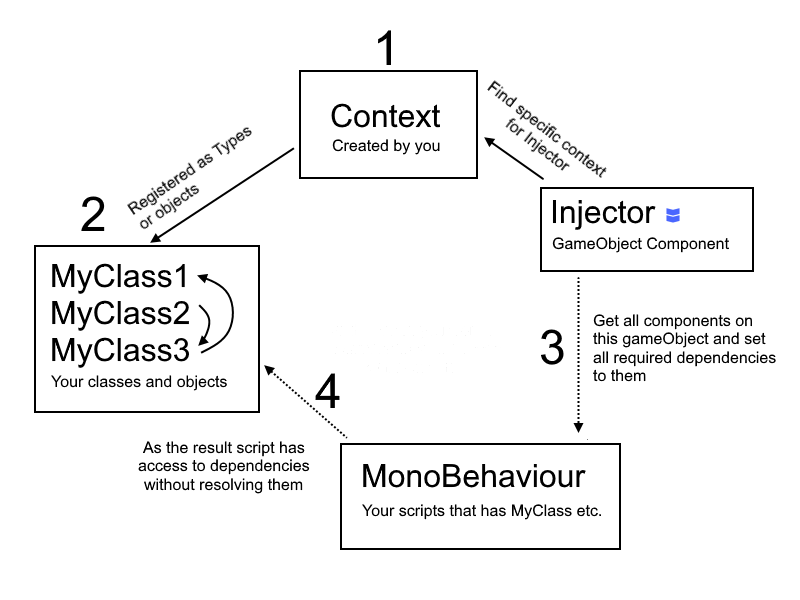 1
Context
Created by you
Find specific context
for Injector
Registered as Types
or objects
2
Injector
GameObject Component
MyClass1
MyClass2
MyClass3
Your classes and objects
3
Get all components on
this gameObject and set
all required dependencies
to them
4
As the result script has
access to dependencies
without resolving them
MonoBehaviour
Your scripts that has MyClass etc.